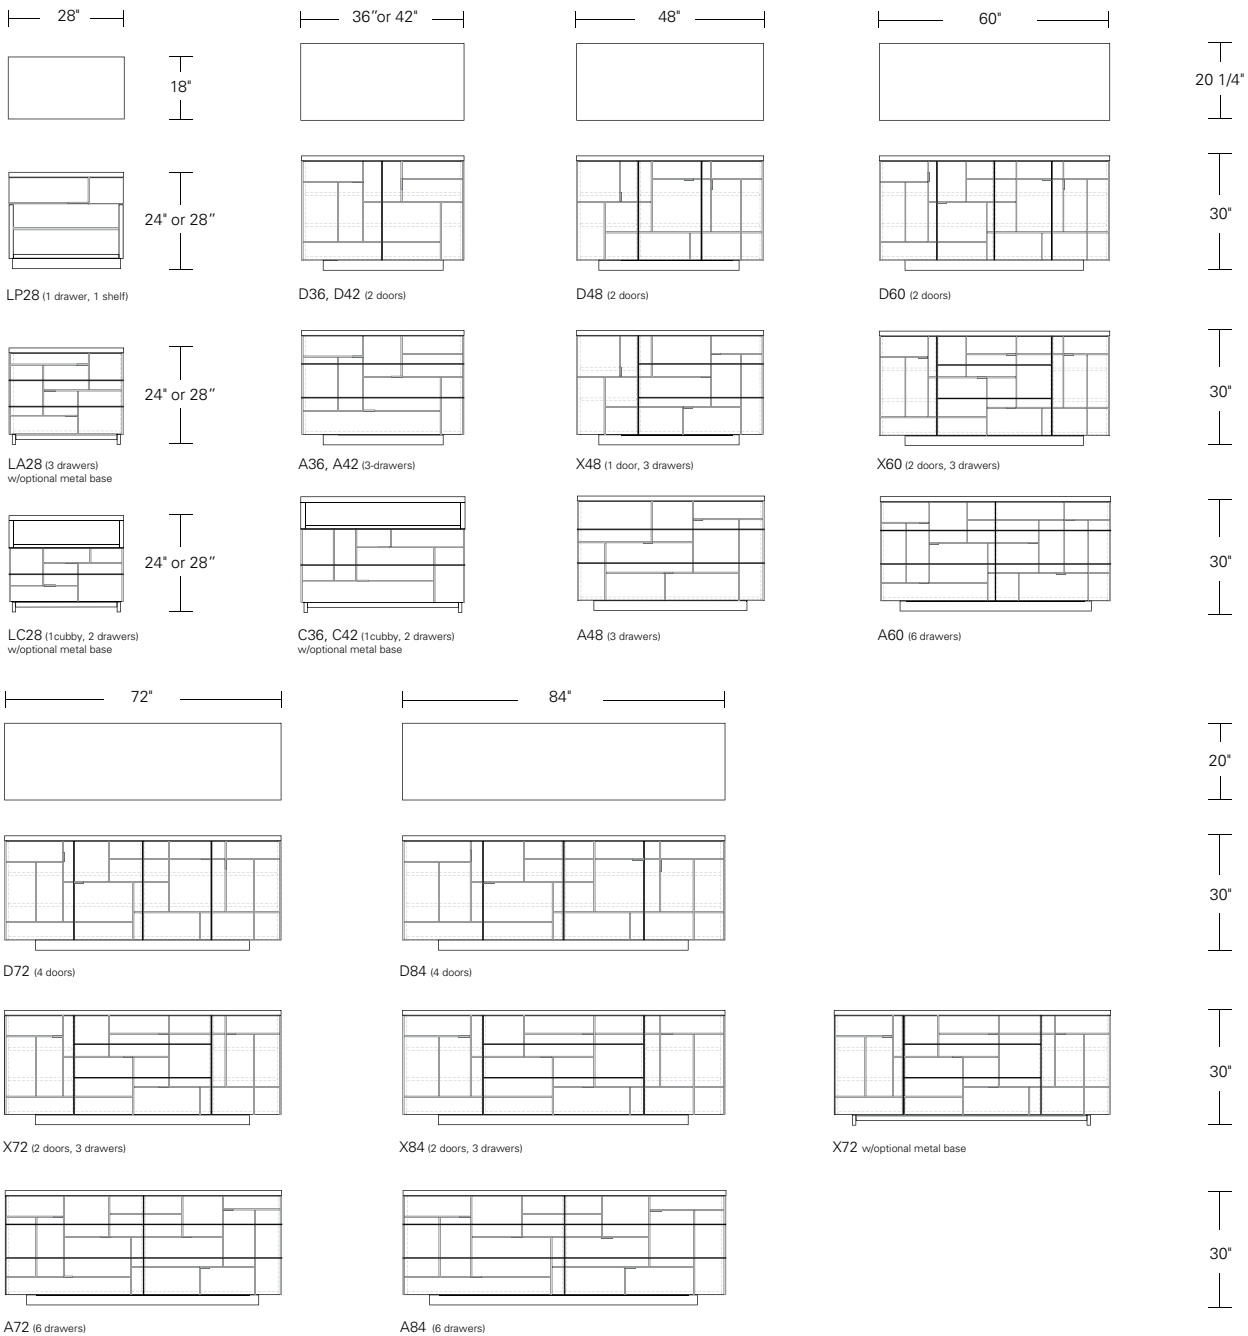 28"
36”or 42"
48"
60"
18"
20 1/4"
24" or 28”
30"
LP28 (1 drawer, 1 shelf)
D36, D42 (2 doors)
D48 (2 doors)
D60 (2 doors)
24" or 28”
30"
LA28 (3 drawers)
w/optional metal base
A36, A42 (3-drawers)
X48 (1 door, 3 drawers)
X60 (2 doors, 3 drawers)
24" or 28”
30"
LC28 (1cubby, 2 drawers)
w/optional metal base
C36, C42 (1cubby, 2 drawers)
w/optional metal base
A48 (3 drawers)
A60 (6 drawers)
72"
84"
20"
30"
D72 (4 doors)
D84 (4 doors)
30"
X72 (2 doors, 3 drawers)
X84 (2 doors, 3 drawers)
X72 w/optional metal base
30"
A72 (6 drawers)
A84 (6 drawers)